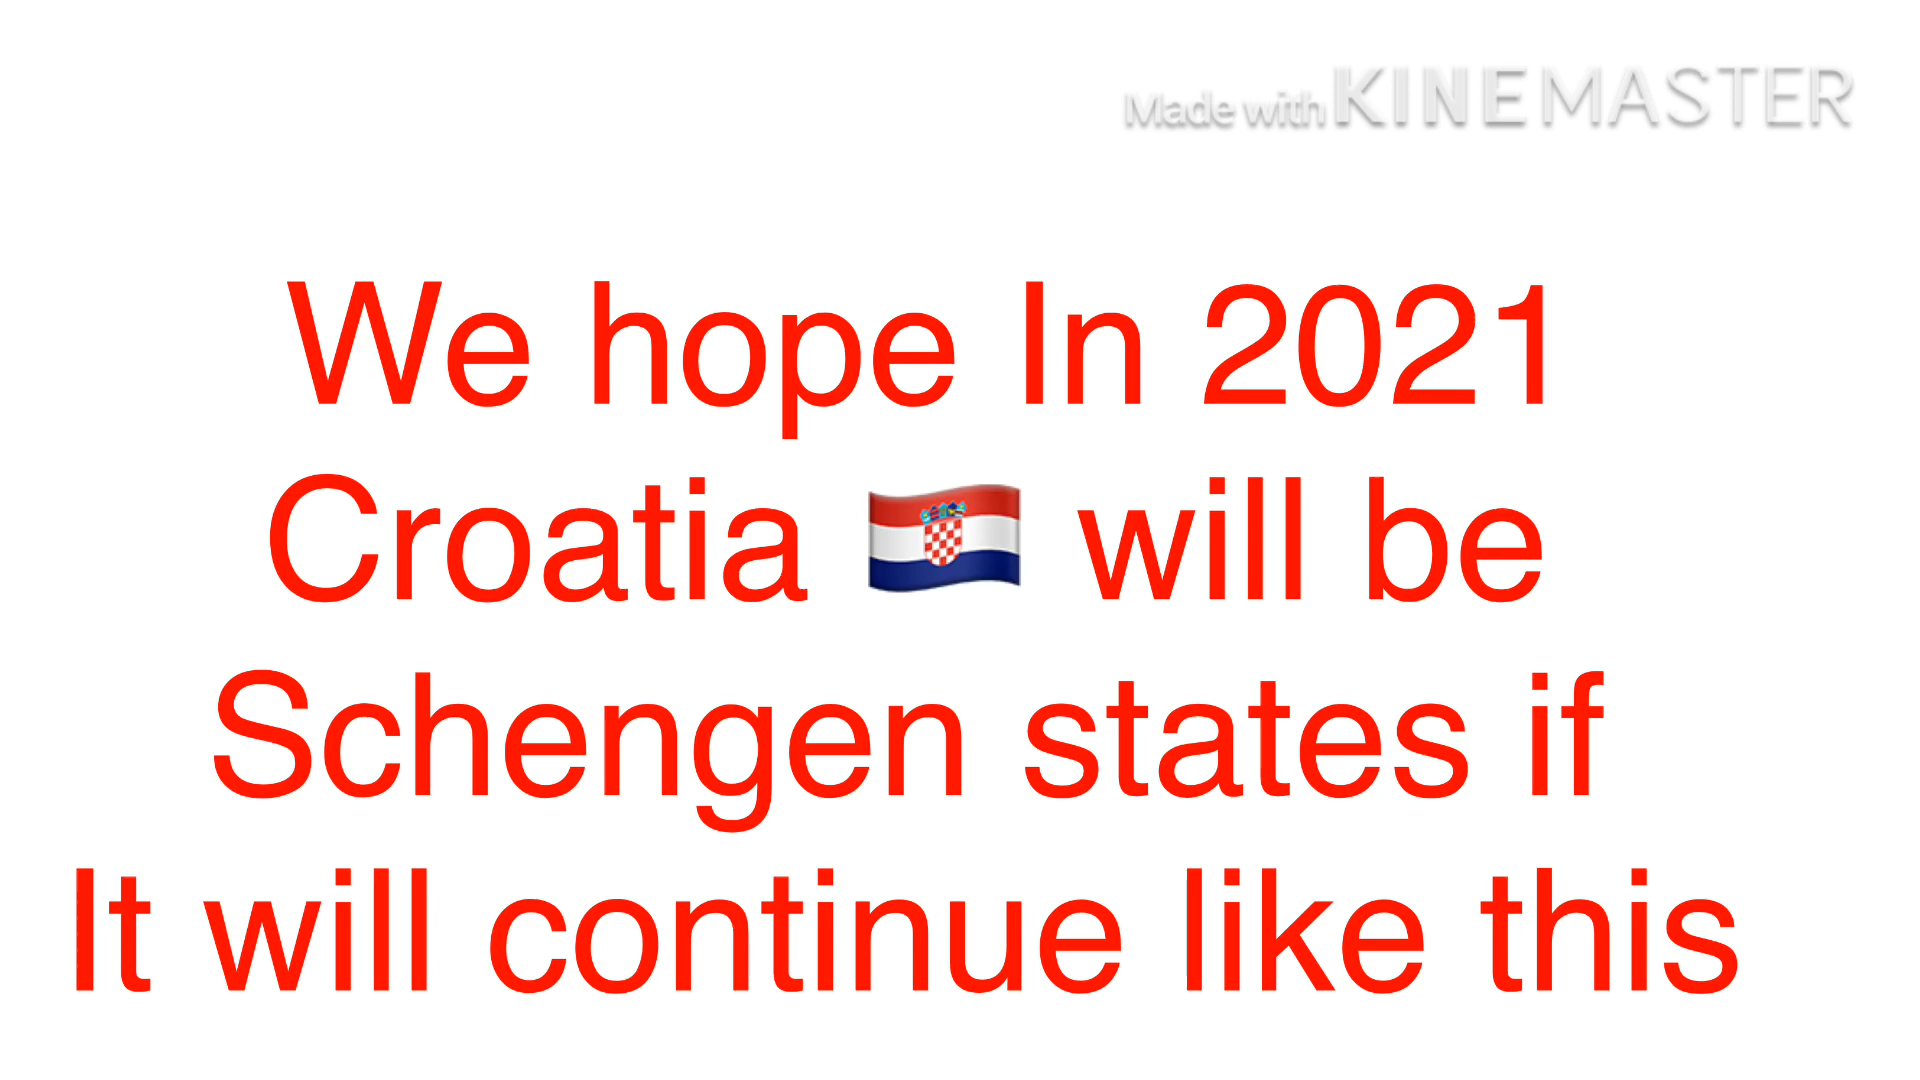 Made with KINEMASTER
We hope In 2021
Croatia 🇭🇷 will be
Schengen states if
It will continue like this